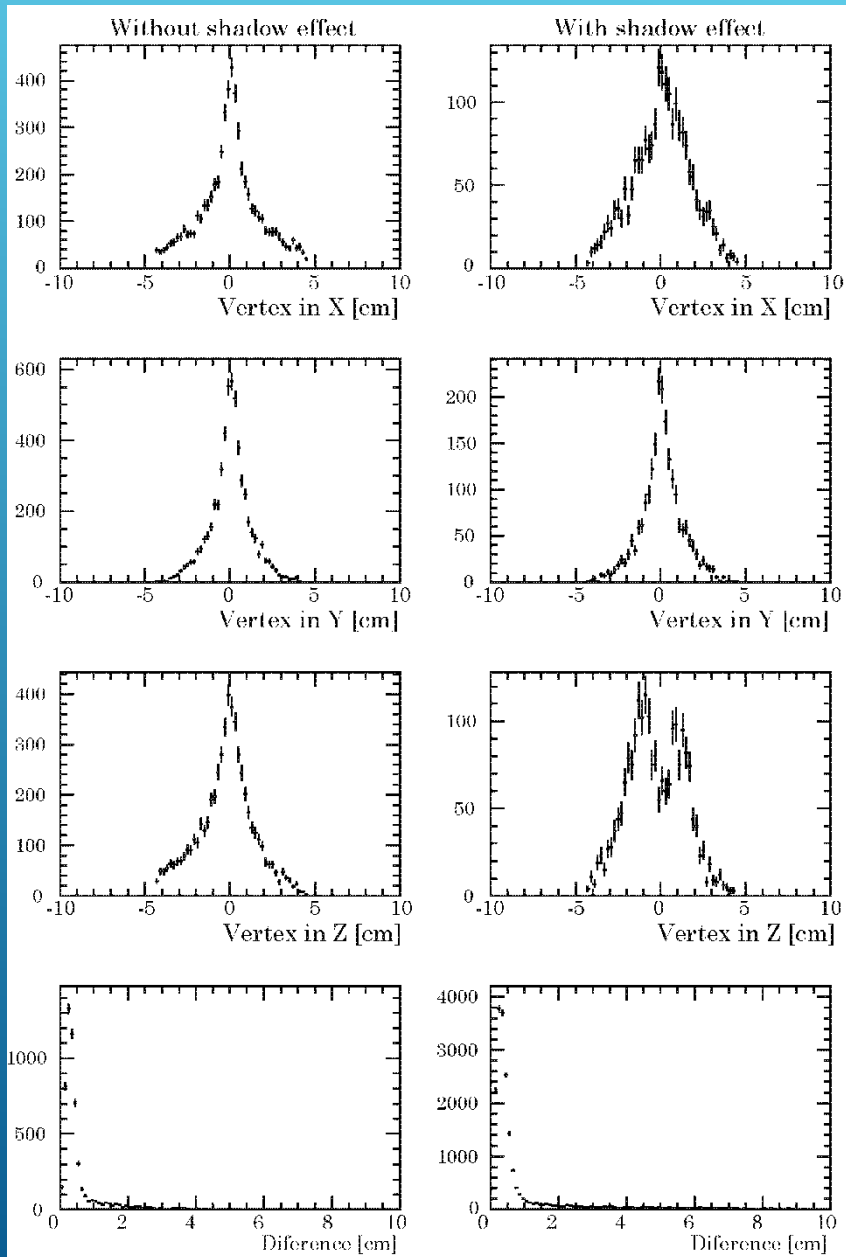 Without shadow effect
With shadow effect
400
300
200
100
0
-10 -5 0 5 10
Vertex in X [cm]
100
50
0
-10 -5 0 5 10
Vertex in X [cm]
600
400
200
0
-10 -5 0 5 10
Vertex in Y [cm]
200
150
100
50
0
-10 -5 0 5 10
Vertex in Y [cm]
400
300
200
100
0
-10 -5 0 5 10
Vertex in Z [cm]
100
50
0
-10 -5 0 5 10
Vertex in Z [cm]
1000
500
0
0 2 4 6 8 10
Diference [cm]
4000
3000
2000
1000
0
0 2 4 6 8 10
Diference [cm]